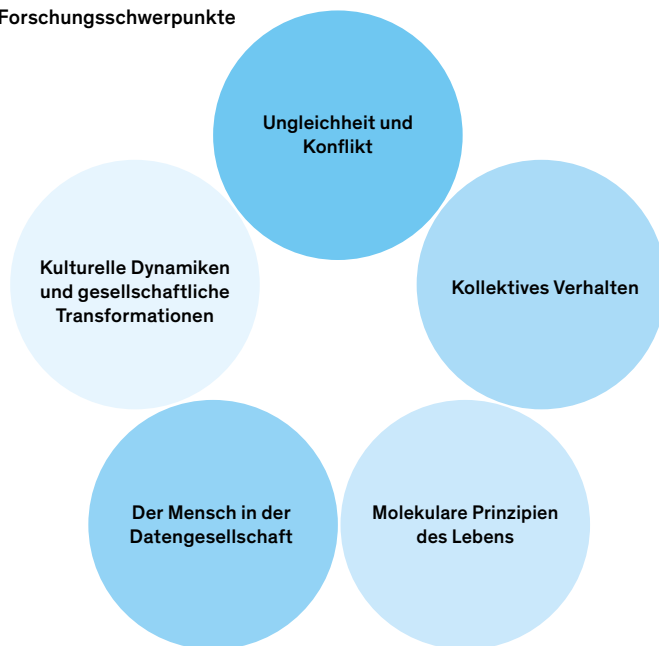 Forschungsschwerpunkte
Ungleichheit und
Konflikt
Kulturelle Dynamiken
und gesellschaftliche
Transformationen
Kollektives Verhalten
Der Mensch in der
Datengesellschaft
Molekulare Prinzipien
des Lebens